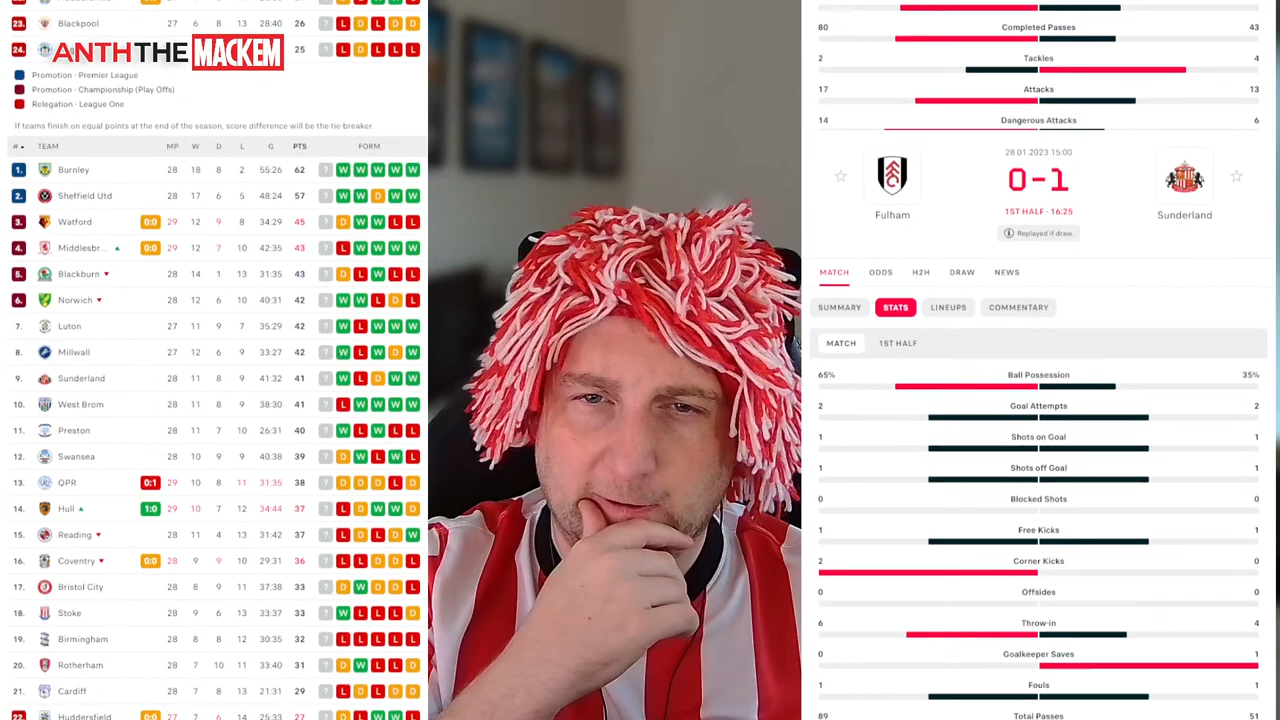 23. Blackpool 27 6 8 13 28:40 26 ? L D L D D
24. 25 ? L D L L L
ANTHTHE MACKEM
Promotion - Premier League
Promotion - Championship (Play Offs)
Relegation - League One
If teams finish on equal points at the end of the season, score difference will be the tie-breaker.
# TEAM MP W D L G PTS FORM
1. Burnley 28 18 8 2 55:26 62 ? W W W W W
2. Sheffield Utd 28 17 6 5 48:24 57 ? W W D W W
3. Watford 0:0 29 12 9 8 34:29 45 ? D W W L L
4. Middlesbr... 0:0 29 12 7 10 42:35 43 ? L W W W W
5. Blackburn 28 14 1 13 31:35 43 ? D L W L L
6. Norwich 28 12 6 10 40:31 42 ? W W L D L
7. Luton 27 11 9 7 35:29 42 ? W L W W W
8. Millwall 27 12 6 9 33:27 42 ? W L W D W
9. Sunderland 28 11 8 9 41:32 41 ? W L D W W
10. West Brom 28 11 8 9 38:30 41 ? L W W W W
11. Preston 28 11 7 10 26:31 40 ? W L W L L
12. Swansea 28 10 9 9 40:38 39 ? D W L W L
13. QPR 0:1 29 10 8 11 31:35 38 ? D D D L D
14. Hull 1:0 29 10 7 12 34:44 37 ? L D W W D
15. Reading 28 11 4 13 31:42 37 ? L D L D W
16. Coventry 0:0 28 9 9 10 29:31 36 ? L L D D L
17. Bristol City 28 8 9 11 37:38 33 ? D W D D L
18. Stoke 28 9 6 13 33:37 33 ? W L L L D
19. Birmingham 28 8 8 12 30:35 32 ? L L L L L
20. Rotherham 28 7 10 11 33:40 31 ? D W L L D
21. Cardiff 28 7 8 13 21:31 29 ? L D L D D
22. Huddersfield 0:0 27 7 6 14 25:33 27 ? D L W L D
80 Completed Passes 43
2 Tackles 4
17 Attacks 13
14 Dangerous Attacks 6
28.01.2023 15:00
0-1
Fulham
Sunderland
1ST HALF - 16:25
Replayed if draw.
MATCH ODDS H2H DRAW NEWS
SUMMARY STATS LINEUPS COMMENTARY
MATCH 1ST HALF
65% Ball Possession 35%
2 Goal Attempts 2
1 Shots on Goal 1
1 Shots off Goal 1
0 Blocked Shots 0
1 Free Kicks 1
2 Corner Kicks 0
0 Offsides 0
6 Throw-in 4
0 Goalkeeper Saves 1
1 Fouls 1
89 Total Passes 51